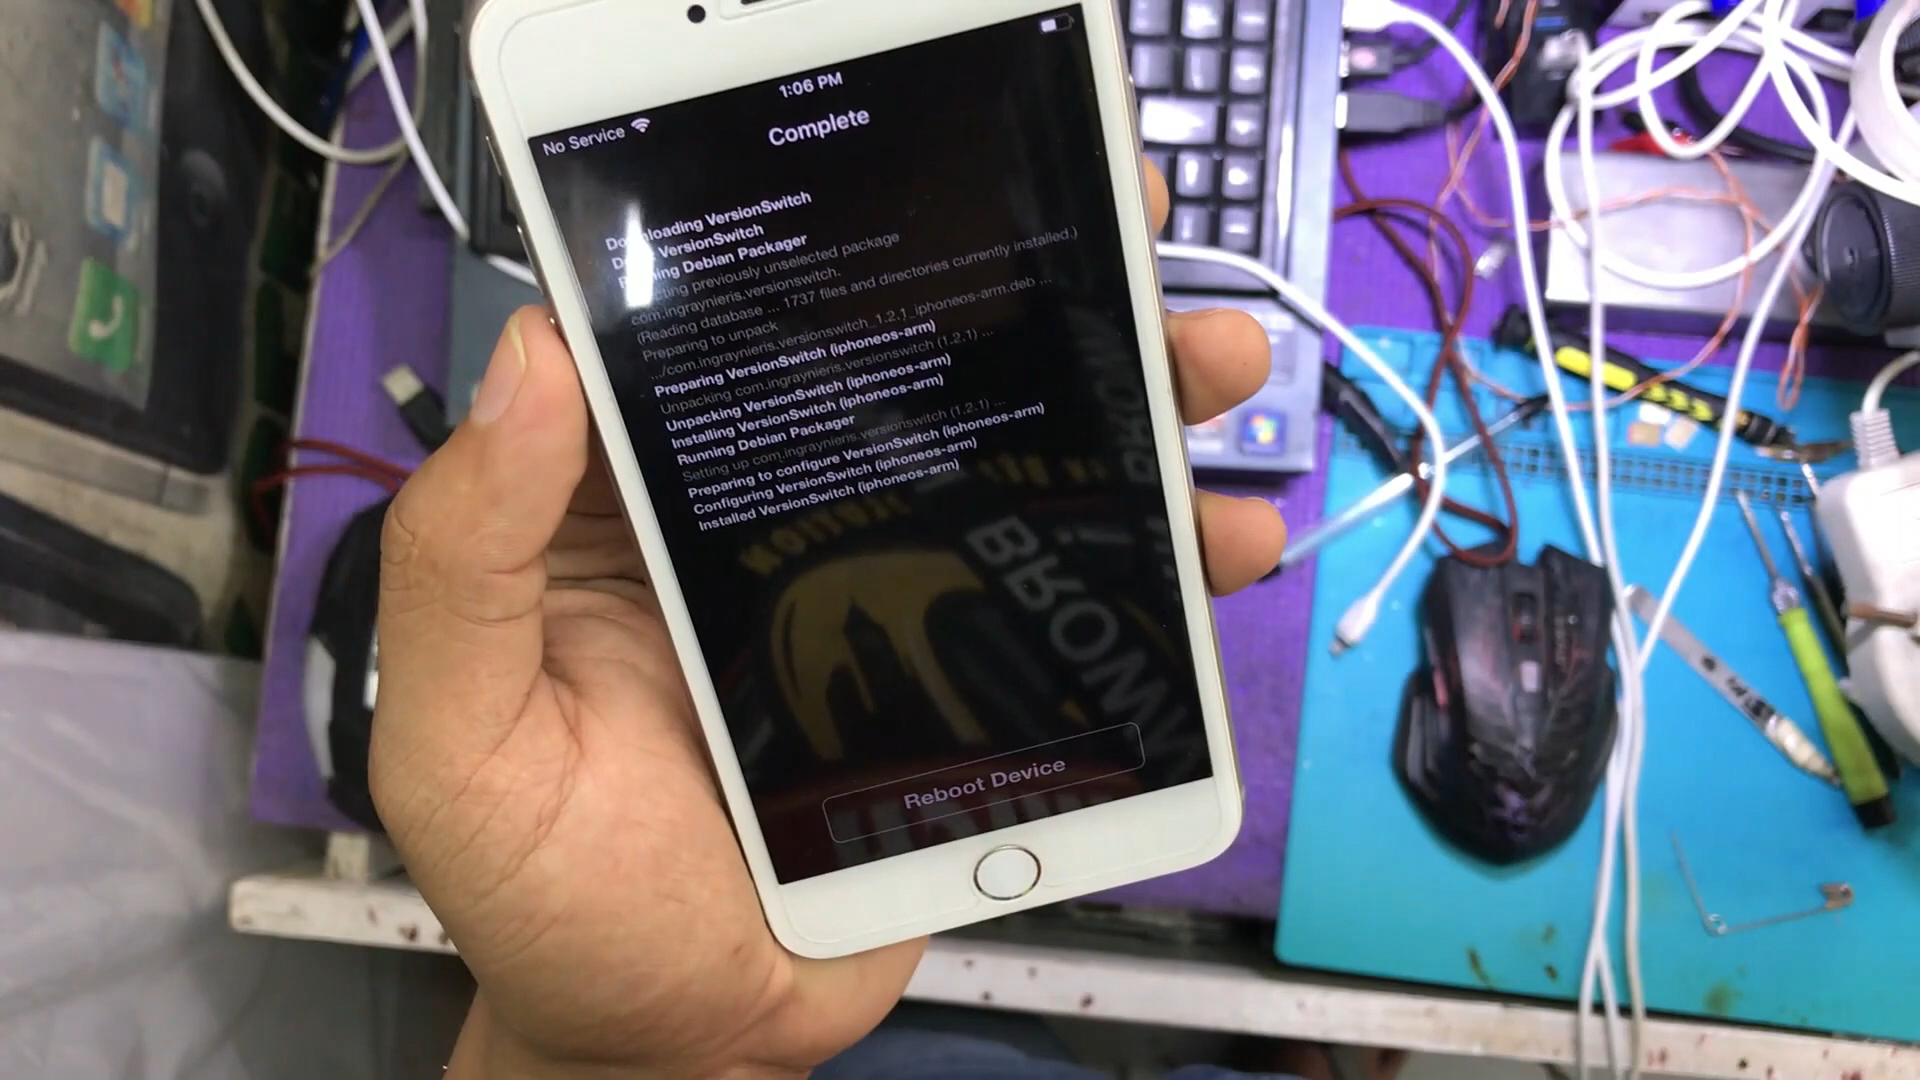 1:06 PM
No Service
Complete
Downloading VersionSwitch
VersionSwitch
Running Debian Packager
Selecting previously unselected package
com.ingraynieris.versionswitch.
(Reading database ... 1737 files and directories currently installed.)
Preparing to unpack
.../com.ingraynieris.versionswitch_1.2.1_iphoneos-arm.deb ...
Preparing VersionSwitch (iphoneos-arm)
Unpacking com.ingraynieris.versionswitch (1.2.1) ...
Unpacking VersionSwitch (iphoneos-arm)
Installing VersionSwitch (iphoneos-arm)
Running Debian Packager
Setting up com.ingraynieris.versionswitch (1.2.1) ...
Preparing to configure VersionSwitch (iphoneos-arm)
Configuring VersionSwitch (iphoneos-arm)
Installed VersionSwitch (iphoneos-arm)
BROWN
Reboot Device